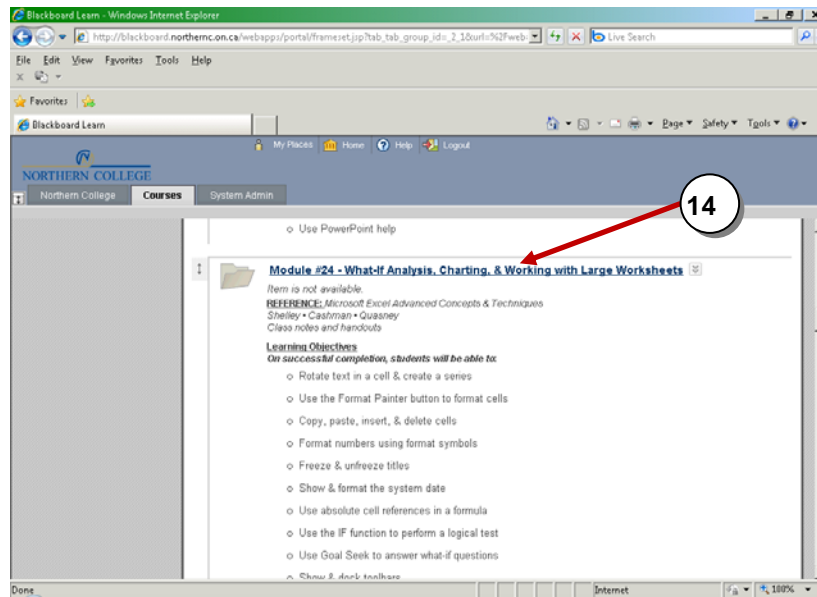 Blackboard Learn - Windows Internet Explorer
http://blackboard.northernc.on.ca/webapps/portal/frameset.jsp?tab_tab_group_id=_2_1&url=%2Fweb
Live Search
File Edit View Favorites Tools Help
Favorites
Blackboard Learn
Page Safety Tools
My Places Home Help Logout
NORTHERN COLLEGE
Northern College Courses System Admin
14
Use PowerPoint help
Module #24 - What-If Analysis, Charting, & Working with Large Worksheets
Item is not available.
REFERENCE: Microsoft Excel Advanced Concepts & Techniques
Shelley • Cashman • Quasney
Class notes and handouts
Learning Objectives
On successful completion, students will be able to:
Rotate text in a cell & create a series
Use the Format Painter button to format cells
Copy, paste, insert, & delete cells
Format numbers using format symbols
Freeze & unfreeze titles
Show & format the system date
Use absolute cell references in a formula
Use the IF function to perform a logical test
Use Goal Seek to answer what-if questions
Show & dock toolbars
Done Internet 100%